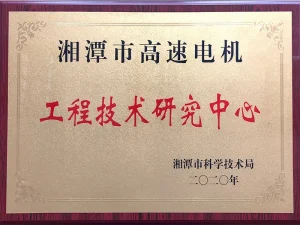 湘潭市高速电机
工程技术研究中心
湘潭市科学技术局
二〇二〇年